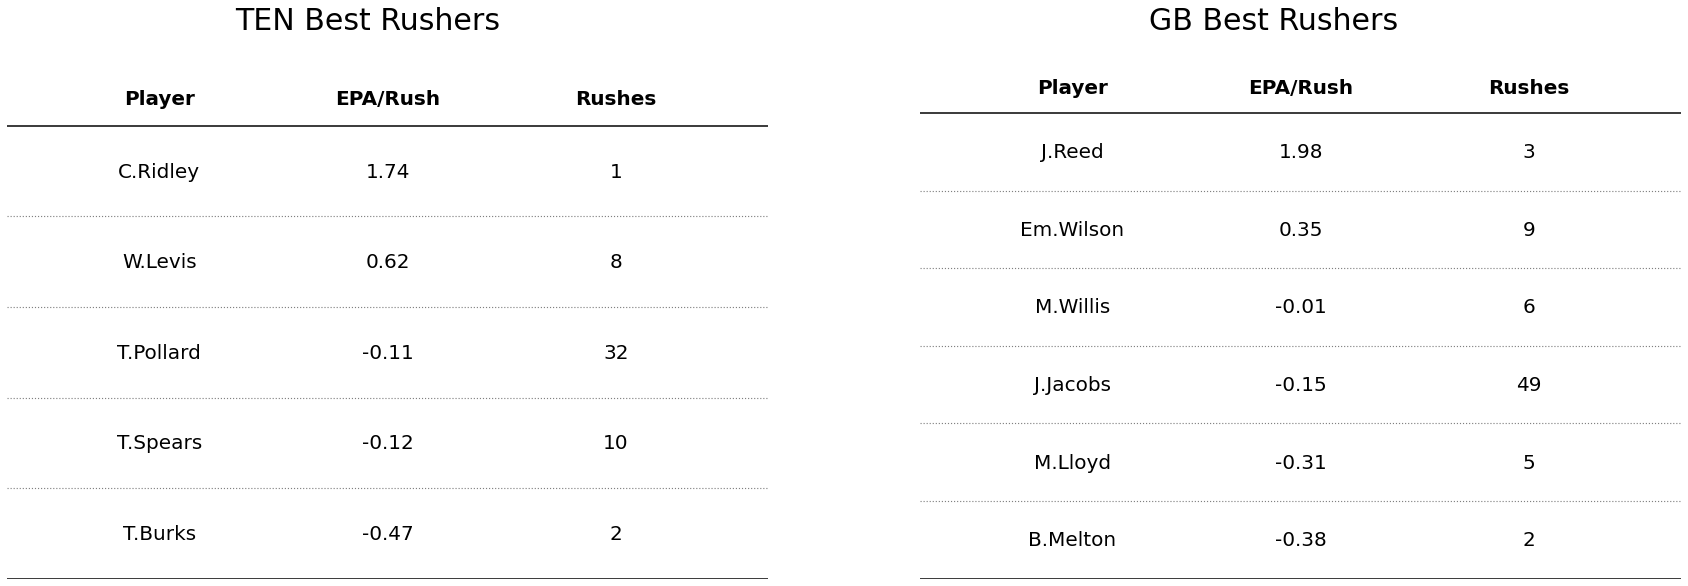 TEN Best Rushers
Player EPA/Rush Rushes
C.Ridley 1.74 1
W.Levis 0.62 8
T.Pollard -0.11 32
T.Spears -0.12 10
T.Burks -0.47 2
GB Best Rushers
Player EPA/Rush Rushes
J.Reed 1.98 3
Em.Wilson 0.35 9
M.Willis -0.01 6
J.Jacobs -0.15 49
M.Lloyd -0.31 5
B.Melton -0.38 2